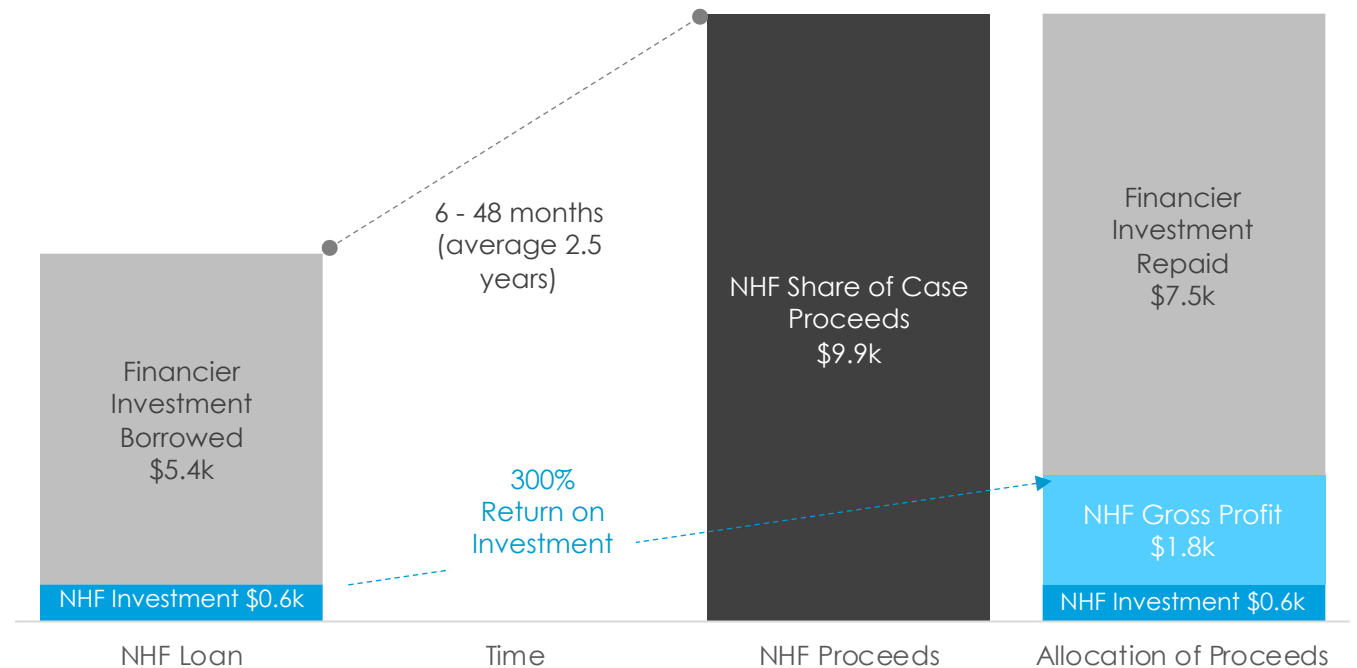 Financier
Investment
Borrowed
$5.4k
NHF Investment $0.6k
6 - 48 months
(average 2.5
years)
300%
Return on
Investment
NHF Share of Case
Proceeds
$9.9k
Financier
Investment
Repaid
$7.5k
NHF Gross Profit
$1.8k
NHF Investment $0.6k
NHF Loan
Time
NHF Proceeds
Allocation of Proceeds